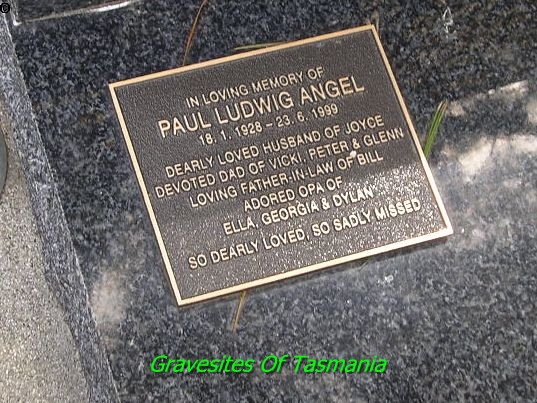 IN LOVING MEMORY OF
PAUL LUDWIG ANGEL
18. 1. 1928 - 23. 6. 1999
DEARLY LOVED HUSBAND OF JOYCE
DEVOTED DAD OF VICKI, PETER & GLENN
LOVING FATHER-IN-LAW OF BILL
ADORED OPA OF
ELLA, GEORGIA & DYLAN
SO DEARLY LOVED, SO SADLY MISSED
Gravesites Of Tasmania